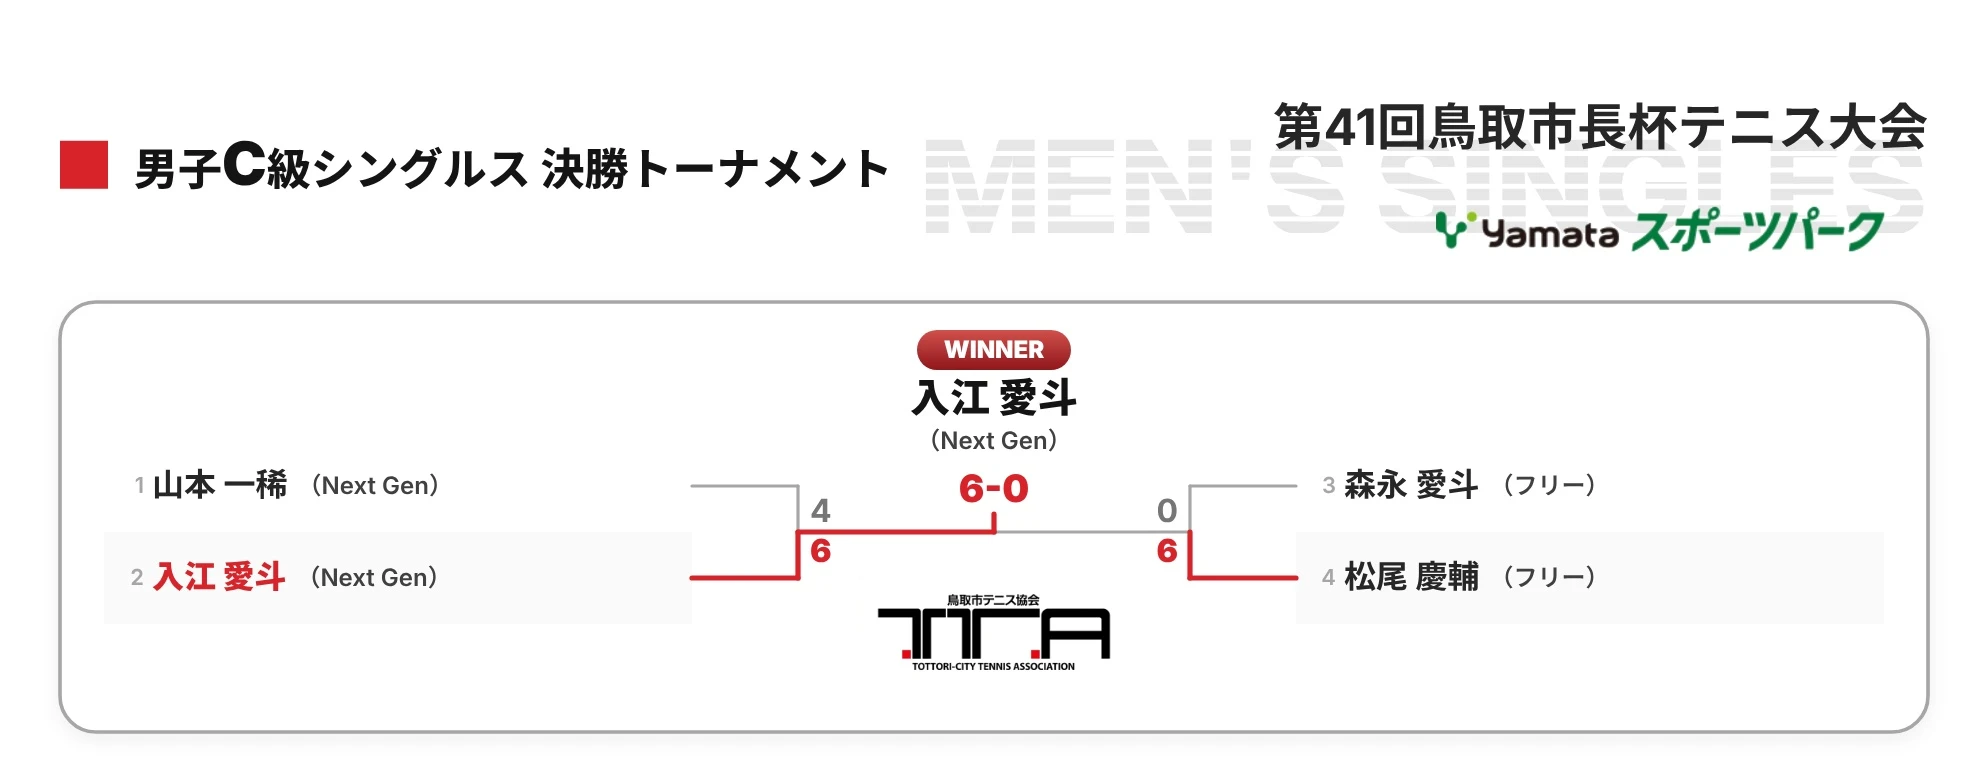 男子C級シングルス 決勝トーナメント
MEN'S SINGLES
第41回鳥取市長杯テニス大会
Yamata スポーツパーク
WINNER
入江 愛斗
（Next Gen）
6-0
1 山本 一稀 （Next Gen）
4
2 入江 愛斗 （Next Gen）
6
0
3 森永 愛斗 （フリー）
6
4 松尾 慶輔 （フリー）
鳥取市テニス協会
TTA
TOTTORI-CITY TENNIS ASSOCIATION